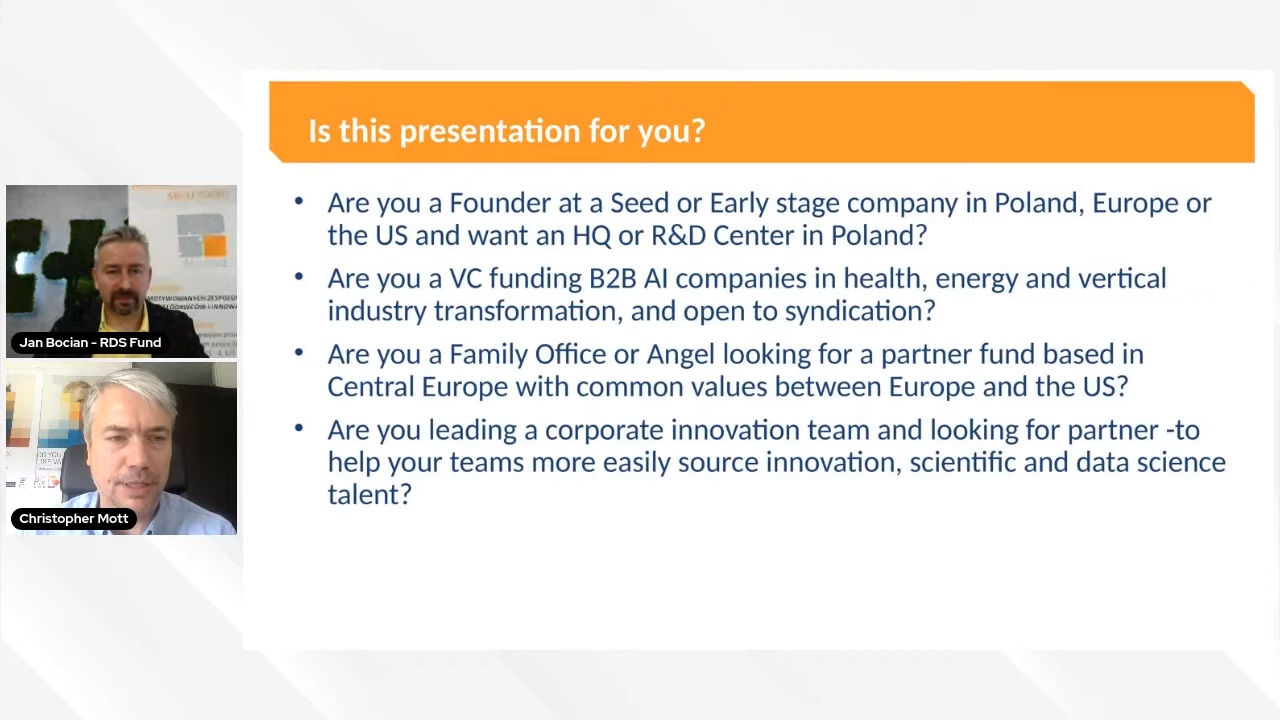 Is this presentation for you?
• Are you a Founder at a Seed or Early stage company in Poland, Europe or
the US and want an HQ or R&D Center in Poland?
• Are you a VC funding B2B AI companies in health, energy and vertical
industry transformation, and open to syndication?
• Are you a Family Office or Angel looking for a partner fund based in
Central Europe with common values between Europe and the US?
• Are you leading a corporate innovation team and looking for partner -to
help your teams more easily source innovation, scientific and data science
talent?
Jan Bocian - RDS Fund
Christopher Mott